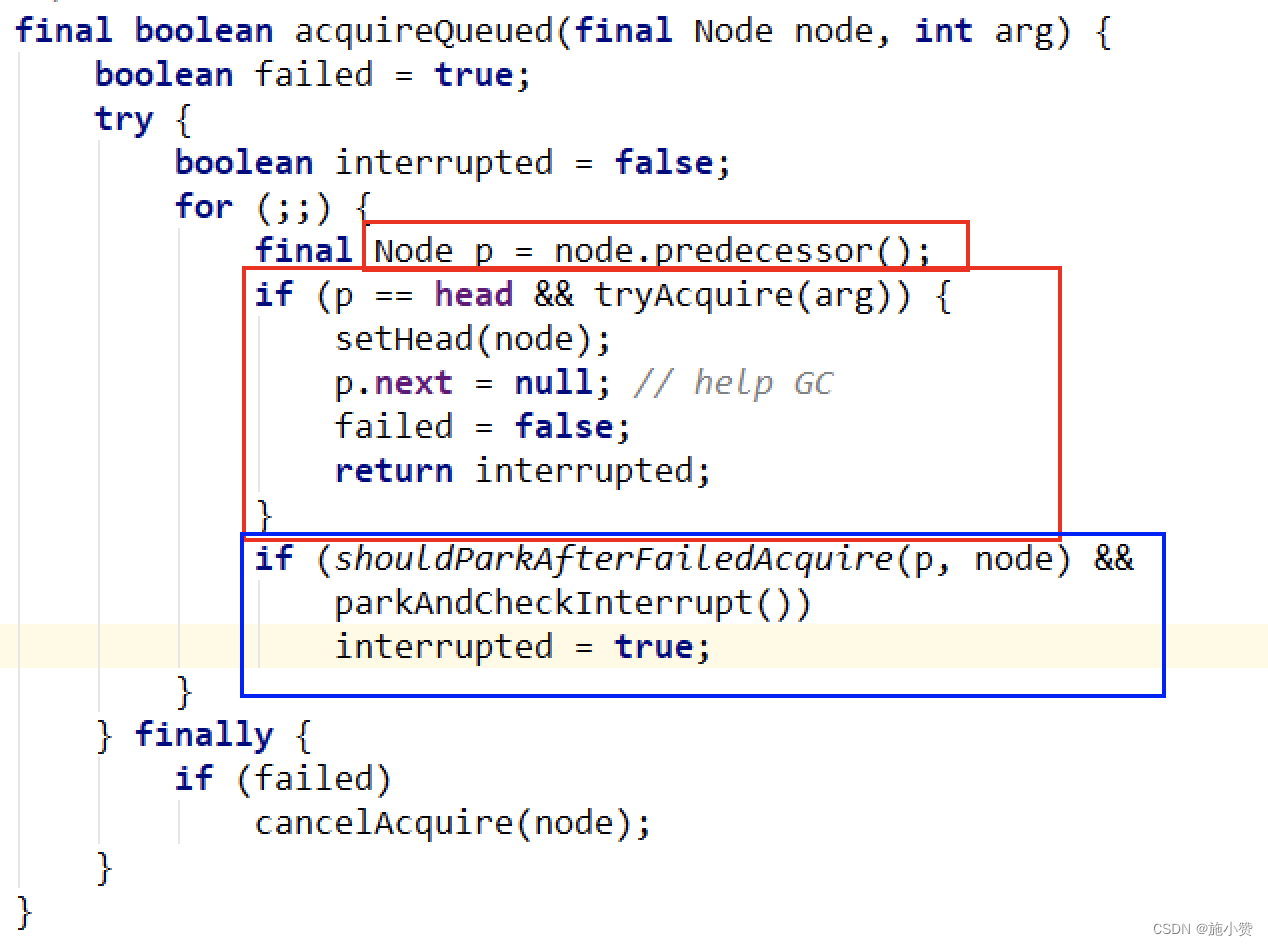 final boolean acquireQueued(final Node node, int arg) {
    boolean failed = true;
    try {
        boolean interrupted = false;
        for (;;) {
            final Node p = node.predecessor();
            if (p == head && tryAcquire(arg)) {
                setHead(node);
                p.next = null; // help GC
                failed = false;
                return interrupted;
            }
            if (shouldParkAfterFailedAcquire(p, node) &&
                parkAndCheckInterrupt())
                interrupted = true;
        }
    } finally {
        if (failed)
            cancelAcquire(node);
    }
}
CSDN @施小赞